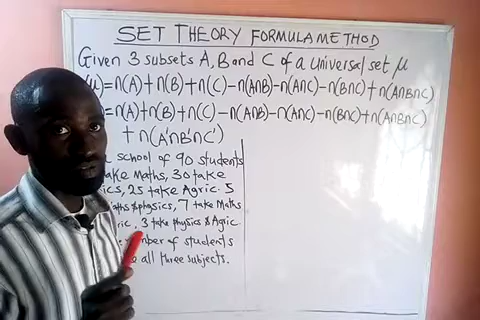 SET THEORY FORMULA METHOD
Given 3 subsets A, B and C of a universal set μ
(μ)=n(A)+n(B)+n(C)-n(A∩B)-n(A∩C)-n(B∩C)+n(A∩B∩C)
)=n(A)+n(B)+n(C)-n(A∩B)-n(A∩C)-n(B∩C)+n(A∩B∩C)
+n(A'∩B'∩C')
school of 90 students
take Maths, 30 take
ics, 25 take Agric. 5
Maths & physics, 7 take Maths
ric, 3 take physics & Agric.
number of students
all three subjects.